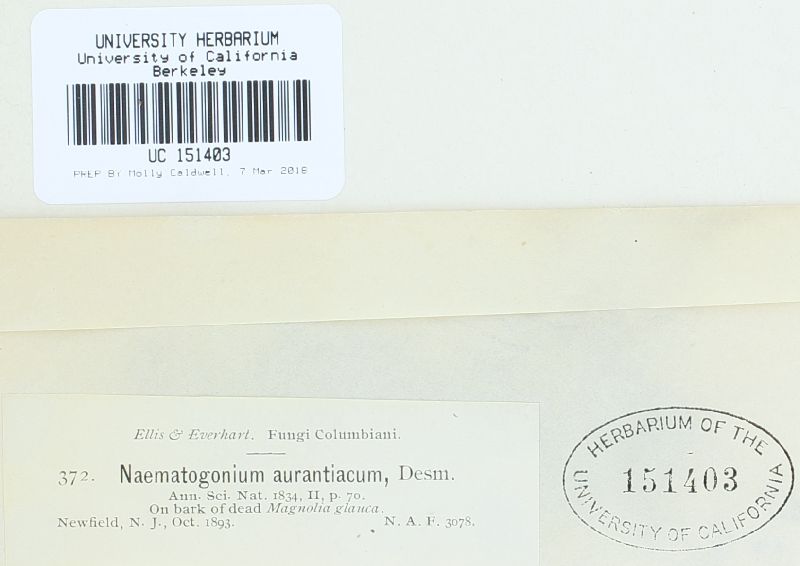 UNIVERSITY HERBARIUM
University of California
Berkeley
UC 151403
PREP BY Molly Caldwell, 7 Mar 2016
Ellis & Everhart. Fungi Columbiani.
372. Naematogonium aurantiacum, Desm.
Ann. Sci. Nat. 1834, II, p. 70.
On bark of dead Magnolia glauca.
Newfield, N. J., Oct. 1893. N. A. F. 3078.
HERBARIUM OF THE
151403
UNIVERSITY OF CALIFORNIA